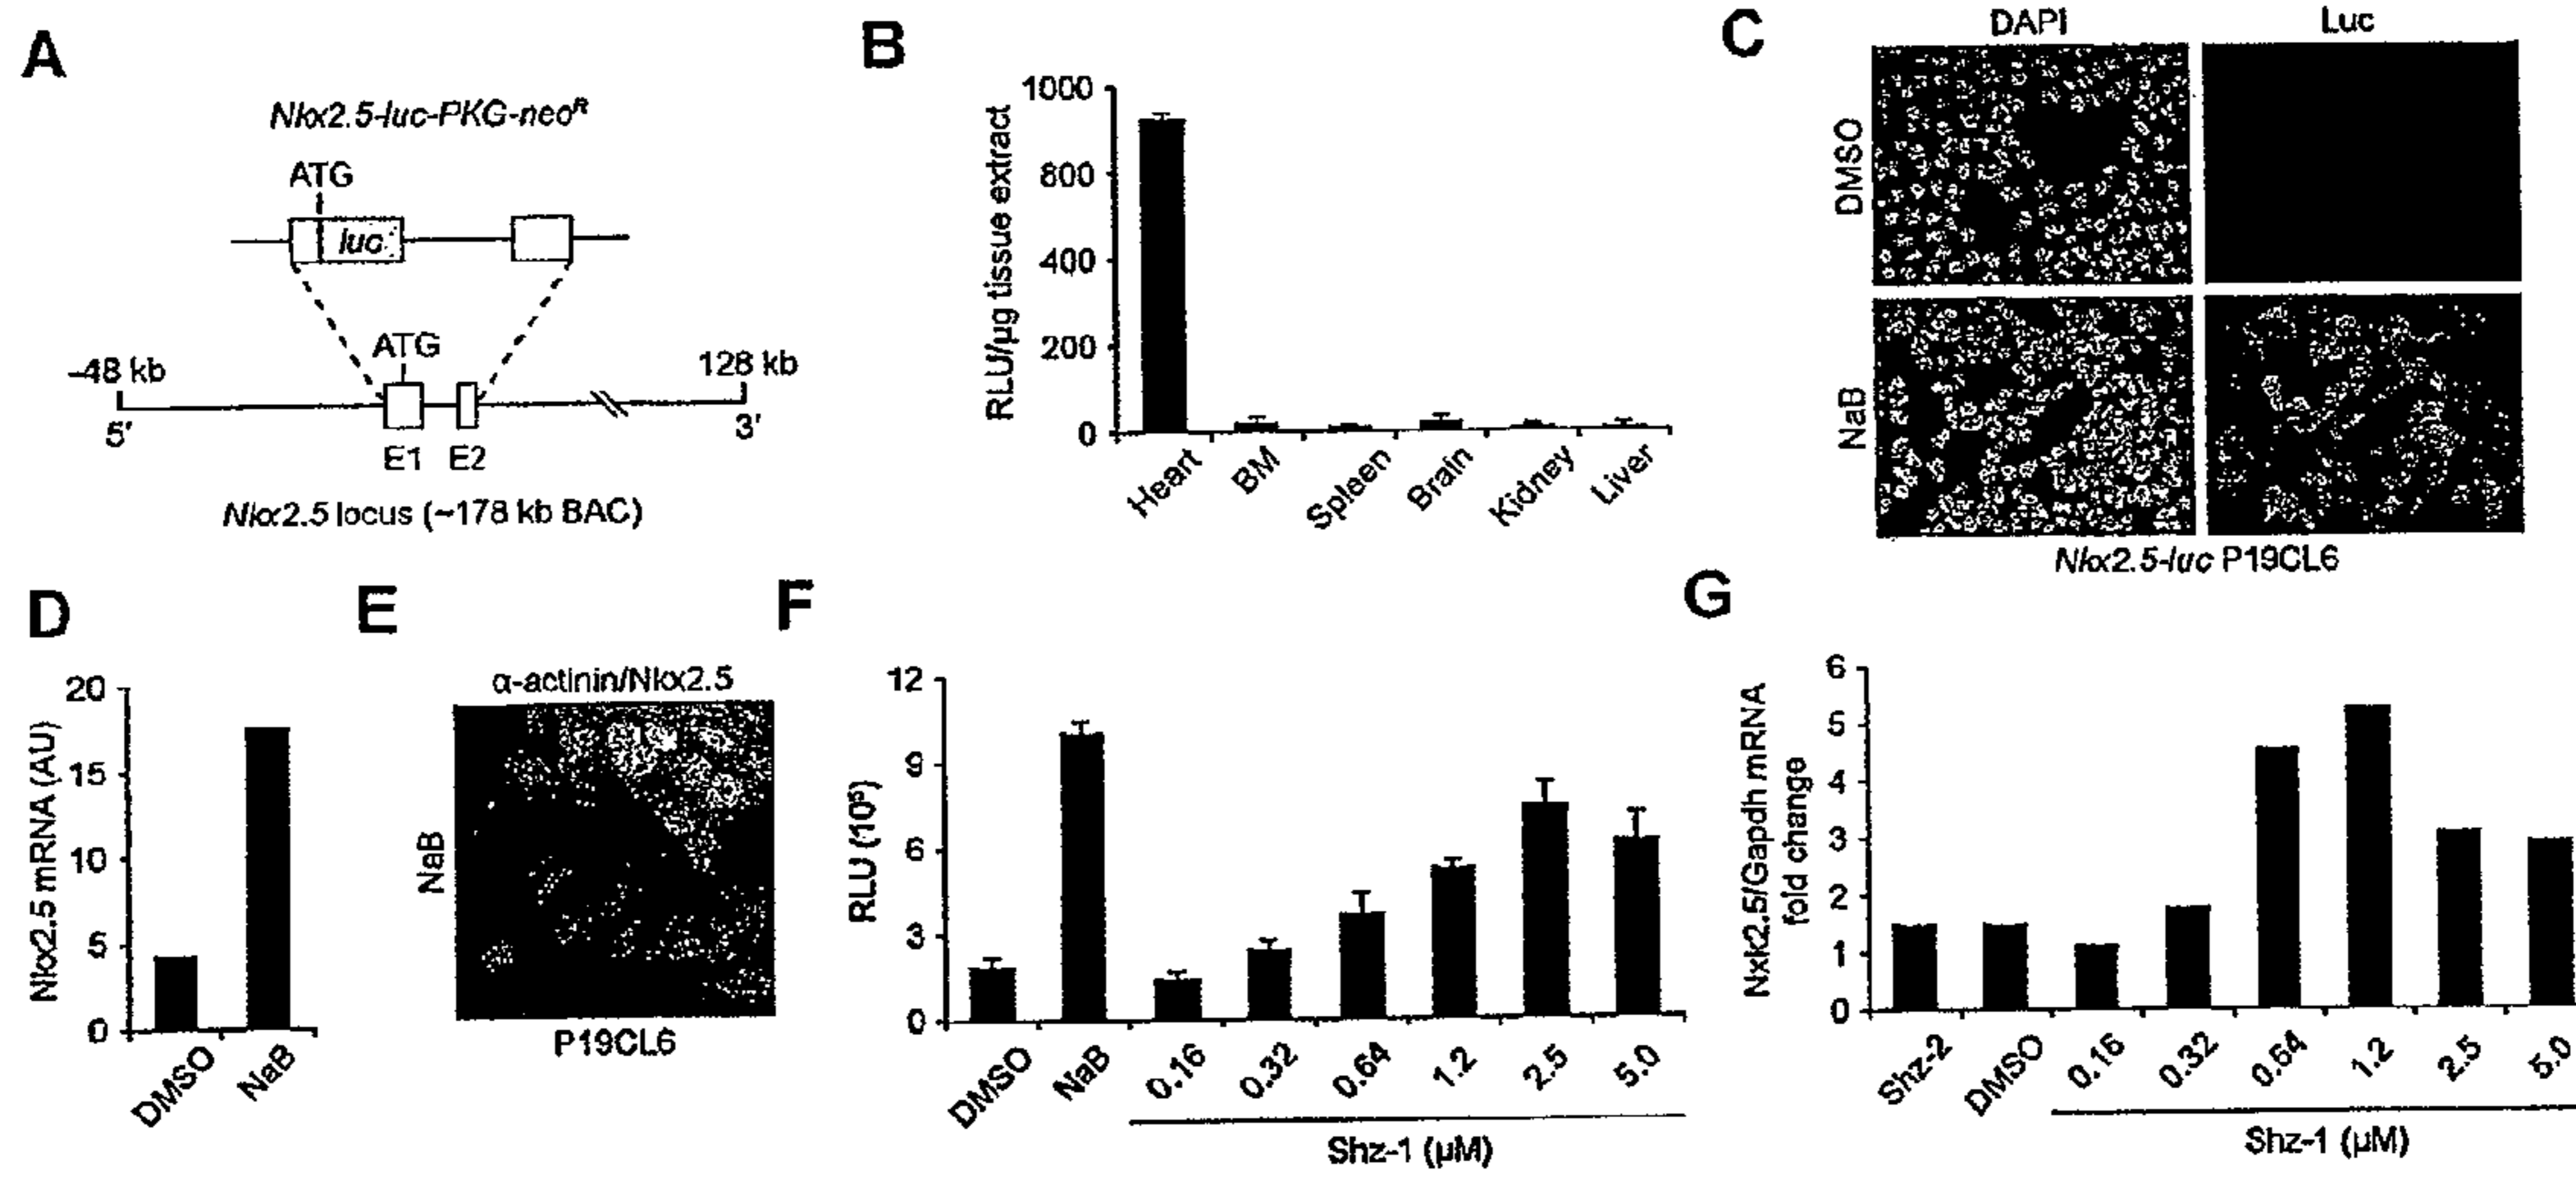 A
Nkx2.5-luc-PKG-neoR
ATG
luc
ATG
–48 kb
128 kb
5'
3'
E1 E2
Nkx2.5 locus (~178 kb BAC)
B
RLU/µg tissue extract
1000
800
400
200
0
Heart
BM
Spleen
Brain
Kidney
Liver
C
DAPI Luc
DMSO
NaB
Nkx2.5-luc P19CL6
D
Nkx2.5 mRNA (AU)
20
15
10
5
0
DMSO
NaB
E
α-actinin/Nkx2.5
NaB
P19CL6
F
RLU (10⁵)
12
9
6
3
0
DMSO
NaB
0.16
0.32
0.64
1.2
2.5
5.0
Shz-1 (µM)
G
Nxk2.5/Gapdh mRNA
fold change
6
5
4
3
2
1
0
Shz-2
DMSO
0.16
0.32
0.64
1.2
2.5
5.0
Shz-1 (µM)